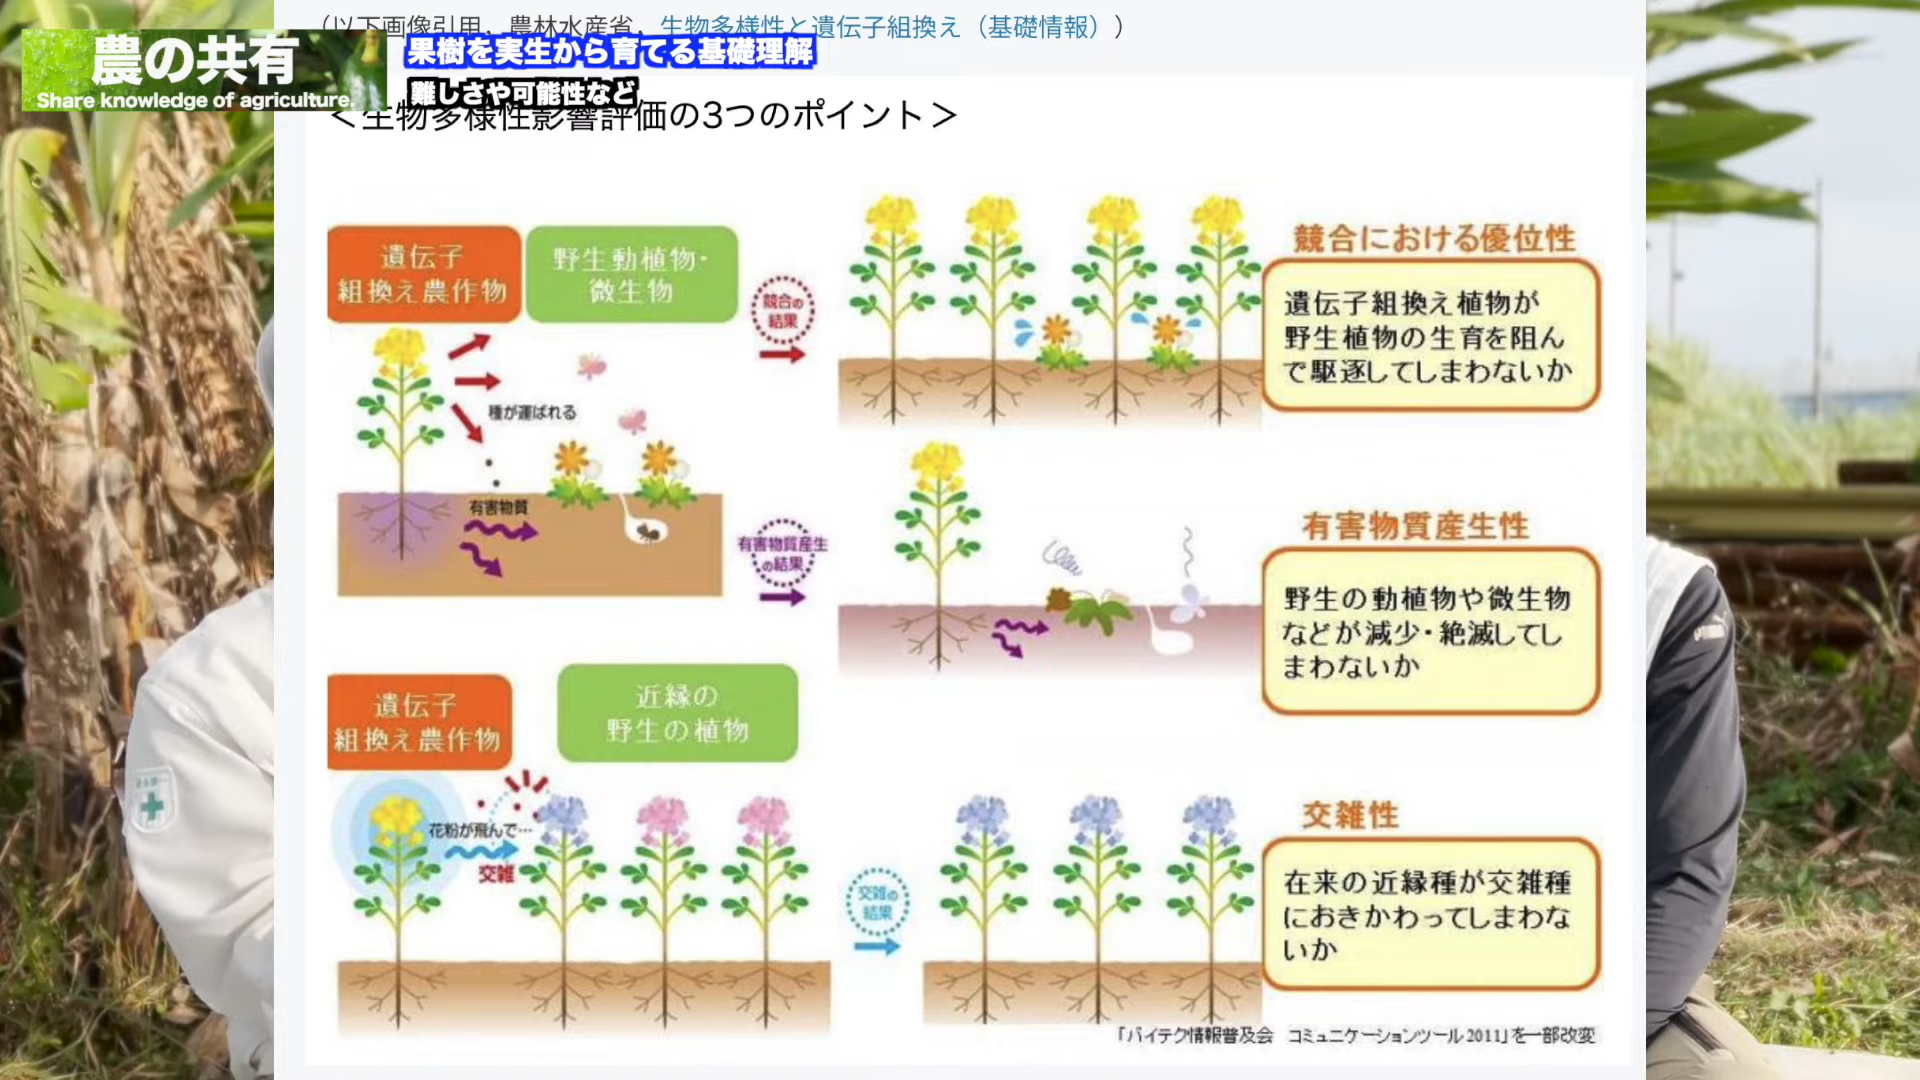 （以下画像引用，農林水産省，生物多様性と遺伝子組換え（基礎情報））
農の共有
Share knowledge of agriculture.
果樹を実生から育てる基礎理解
難しさや可能性など
＜生物多様性影響評価の3つのポイント＞
遺伝子
組換え農作物
野生動植物・
微生物
種が運ばれる
有害物質
競合の
結果
競合における優位性
遺伝子組換え植物が
野生植物の生育を阻ん
で駆逐してしまわないか
有害物質産生
の結果
有害物質産生性
野生の動植物や微生物
などが減少・絶滅してし
まわないか
遺伝子
組換え農作物
近縁の
野生の植物
花粉が飛んで…
交雑
交雑の
結果
交雑性
在来の近縁種が交雑種
におきかわってしまわな
いか
「バイテク情報普及会　コミュニケーションツール2011」を一部改変